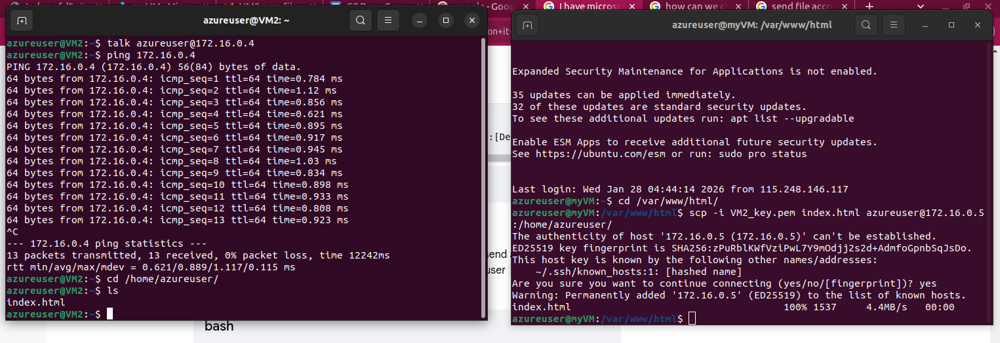 I have micros
how can we c
send file accr
azureuser@VM2: ~
azureuser@VM2:~$ talk azureuser@172.16.0.4
azureuser@VM2:~$ ping 172.16.0.4
PING 172.16.0.4 (172.16.0.4) 56(84) bytes of data.
64 bytes from 172.16.0.4: icmp_seq=1 ttl=64 time=0.784 ms
64 bytes from 172.16.0.4: icmp_seq=2 ttl=64 time=1.12 ms
64 bytes from 172.16.0.4: icmp_seq=3 ttl=64 time=0.856 ms
64 bytes from 172.16.0.4: icmp_seq=4 ttl=64 time=0.621 ms
64 bytes from 172.16.0.4: icmp_seq=5 ttl=64 time=0.895 ms
64 bytes from 172.16.0.4: icmp_seq=6 ttl=64 time=0.917 ms
64 bytes from 172.16.0.4: icmp_seq=7 ttl=64 time=0.945 ms
64 bytes from 172.16.0.4: icmp_seq=8 ttl=64 time=1.03 ms
64 bytes from 172.16.0.4: icmp_seq=9 ttl=64 time=0.834 ms
64 bytes from 172.16.0.4: icmp_seq=10 ttl=64 time=0.898 ms
64 bytes from 172.16.0.4: icmp_seq=11 ttl=64 time=0.933 ms
64 bytes from 172.16.0.4: icmp_seq=12 ttl=64 time=0.808 ms
64 bytes from 172.16.0.4: icmp_seq=13 ttl=64 time=0.923 ms
^C
--- 172.16.0.4 ping statistics ---
13 packets transmitted, 13 received, 0% packet loss, time 12242ms
rtt min/avg/max/mdev = 0.621/0.889/1.117/0.115 ms
azureuser@VM2:~$ cd /home/azureuser/
azureuser@VM2:~$ ls
index.html
azureuser@VM2:~$
bash
:[De
send a
user
azureuser@myVM: /var/www/html
Expanded Security Maintenance for Applications is not enabled.
35 updates can be applied immediately.
32 of these updates are standard security updates.
To see these additional updates run: apt list --upgradable
Enable ESM Apps to receive additional future security updates.
See https://ubuntu.com/esm or run: sudo pro status
Last login: Wed Jan 28 04:44:14 2026 from 115.248.146.117
azureuser@myVM:~$ cd /var/www/html/
azureuser@myVM:/var/www/html$ scp -i VM2_key.pem index.html azureuser@172.16.0.5
:/home/azureuser/
The authenticity of host '172.16.0.5 (172.16.0.5)' can't be established.
ED25519 key fingerprint is SHA256:zPuRblKWfVziPwL7Y9mOdjj2s2d+AdmfoGpnbSqJsDo.
This host key is known by the following other names/addresses:
    ~/.ssh/known_hosts:1: [hashed name]
Are you sure you want to continue connecting (yes/no/[fingerprint])? yes
Warning: Permanently added '172.16.0.5' (ED25519) to the list of known hosts.
index.html 100% 1537 4.4MB/s 00:00
azureuser@myVM:/var/www/html$